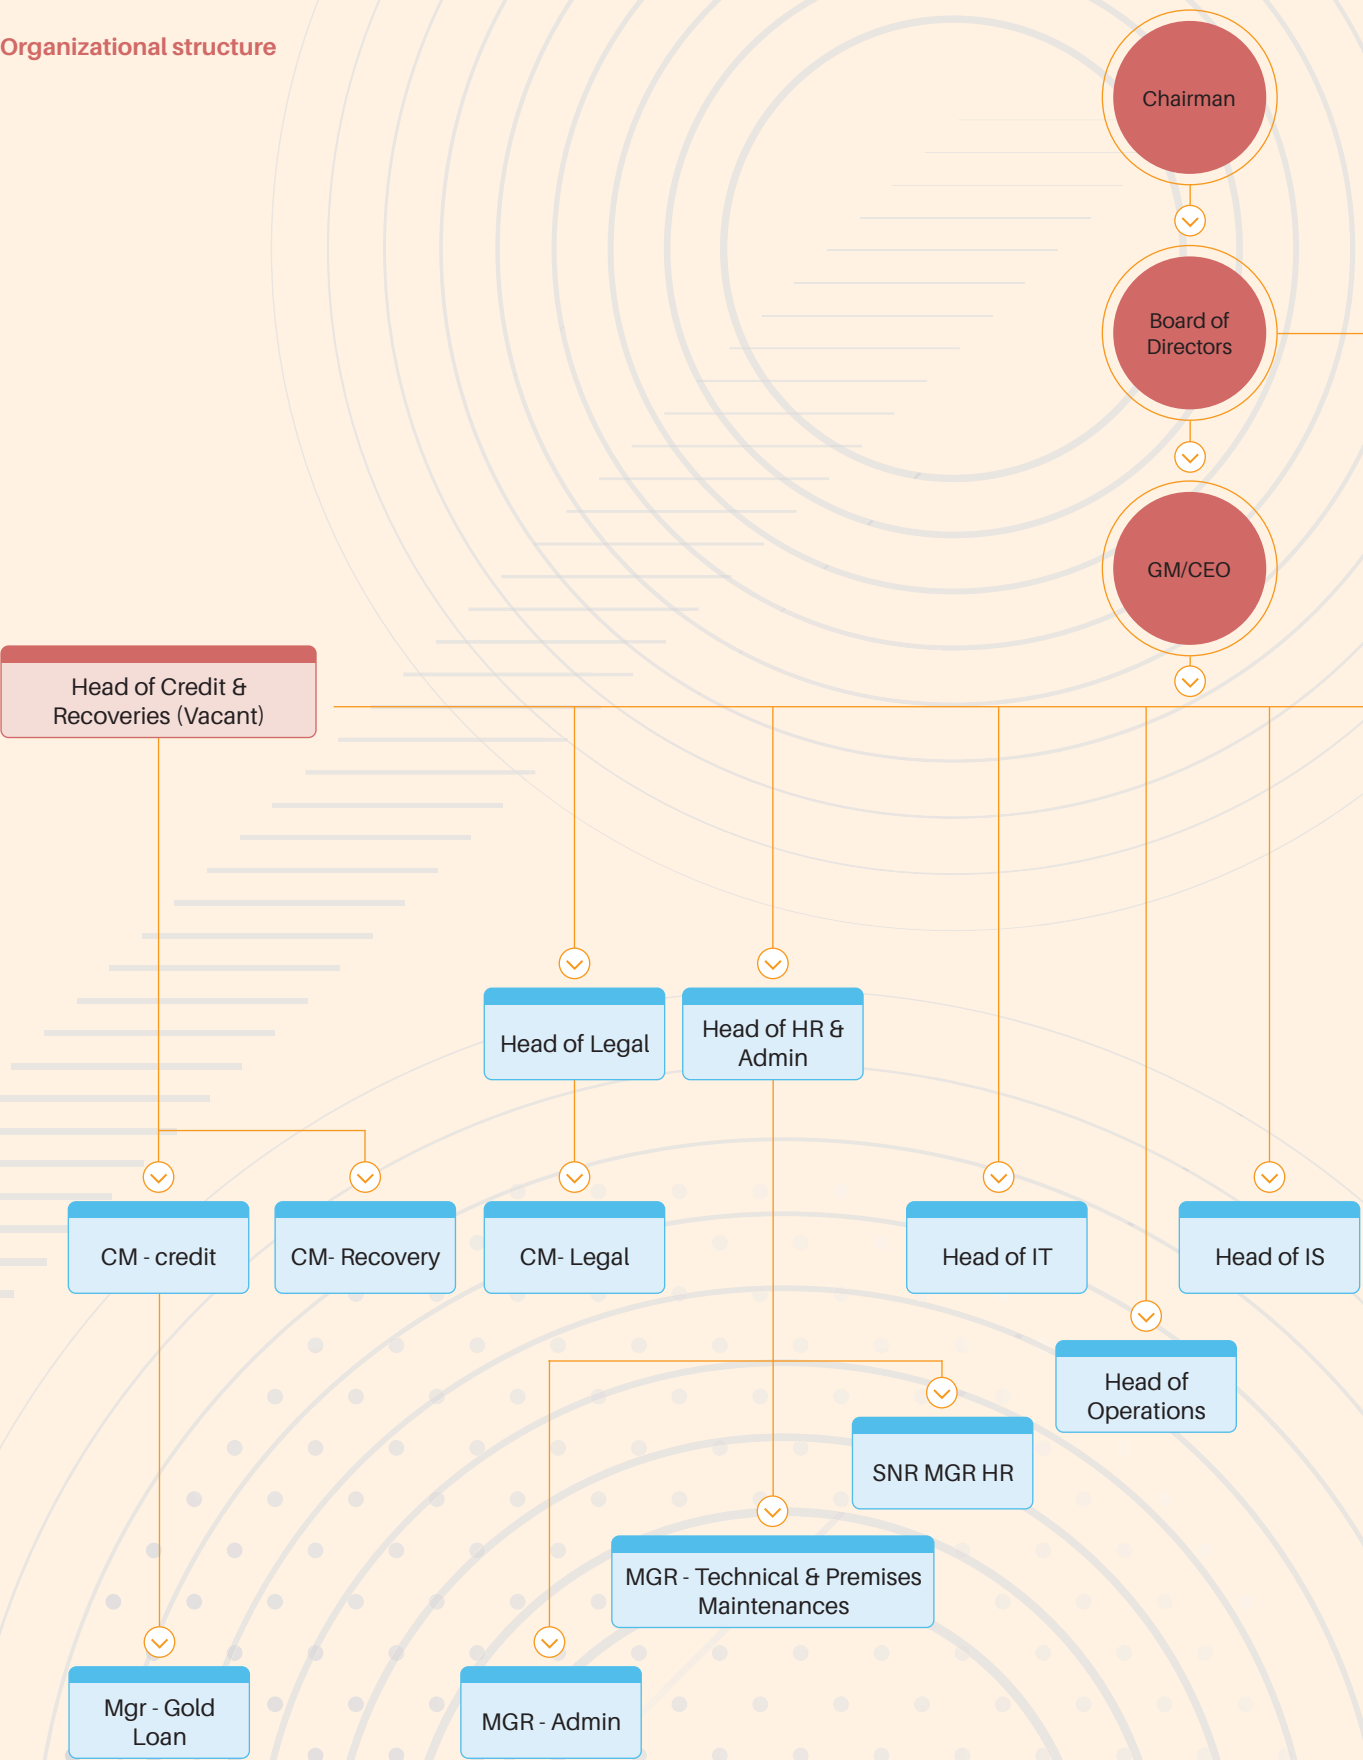 Organizational structure
Chairman
Board of
Directors
GM/CEO
Head of Credit &
Recoveries (Vacant)
Head of Legal
Head of HR &
Admin
CM - credit
CM- Recovery
CM- Legal
Head of IT
Head of IS
Head of
Operations
SNR MGR HR
MGR - Technical & Premises
Maintenances
Mgr - Gold
Loan
MGR - Admin